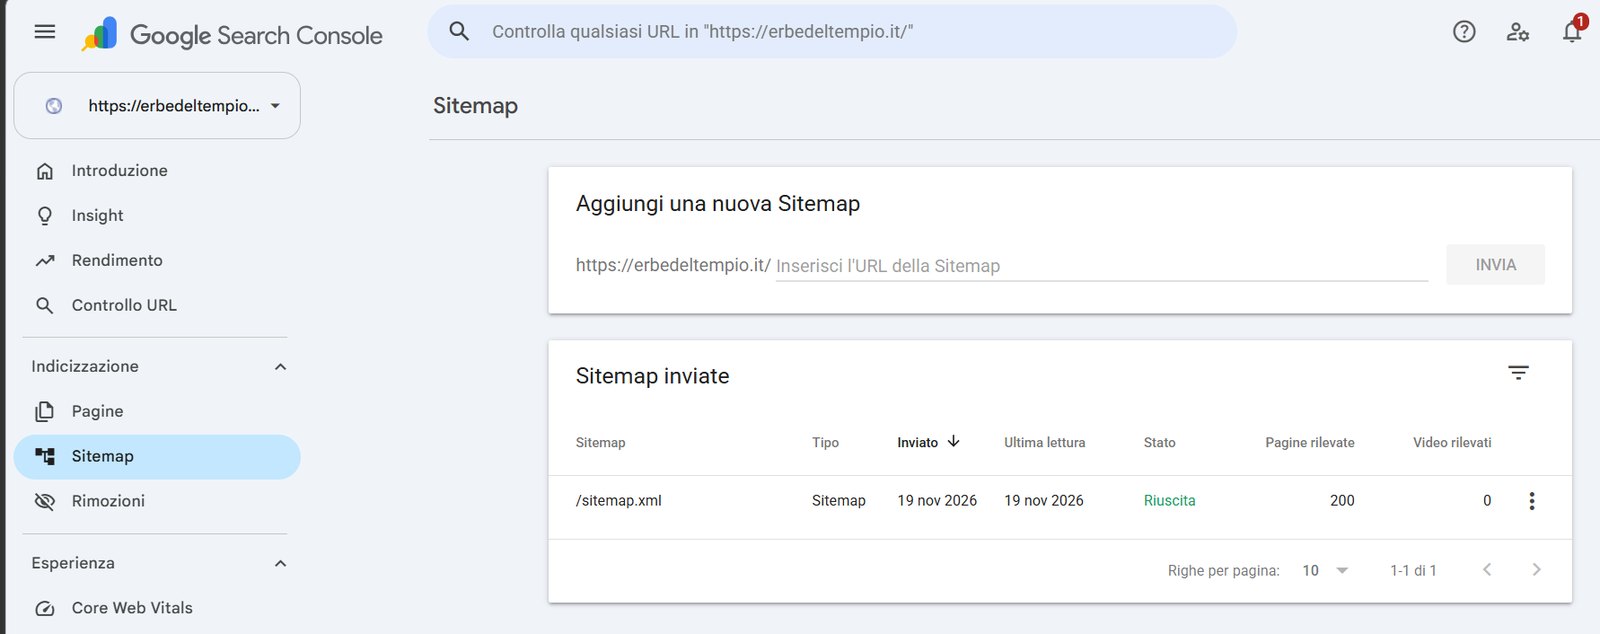 Google Search Console
Controlla qualsiasi URL in "https://erbedeltempio.it/"
1
https://erbedeltempio...
Sitemap
Introduzione
Insight
Rendimento
Controllo URL
Indicizzazione
Pagine
Sitemap
Rimozioni
Esperienza
Core Web Vitals
Aggiungi una nuova Sitemap
https://erbedeltempio.it/ Inserisci l'URL della Sitemap INVIA
Sitemap inviate
Sitemap Tipo Inviato Ultima lettura Stato Pagine rilevate Video rilevati
/sitemap.xml Sitemap 19 nov 2026 19 nov 2026 Riuscita 200 0
Righe per pagina: 10 1-1 di 1